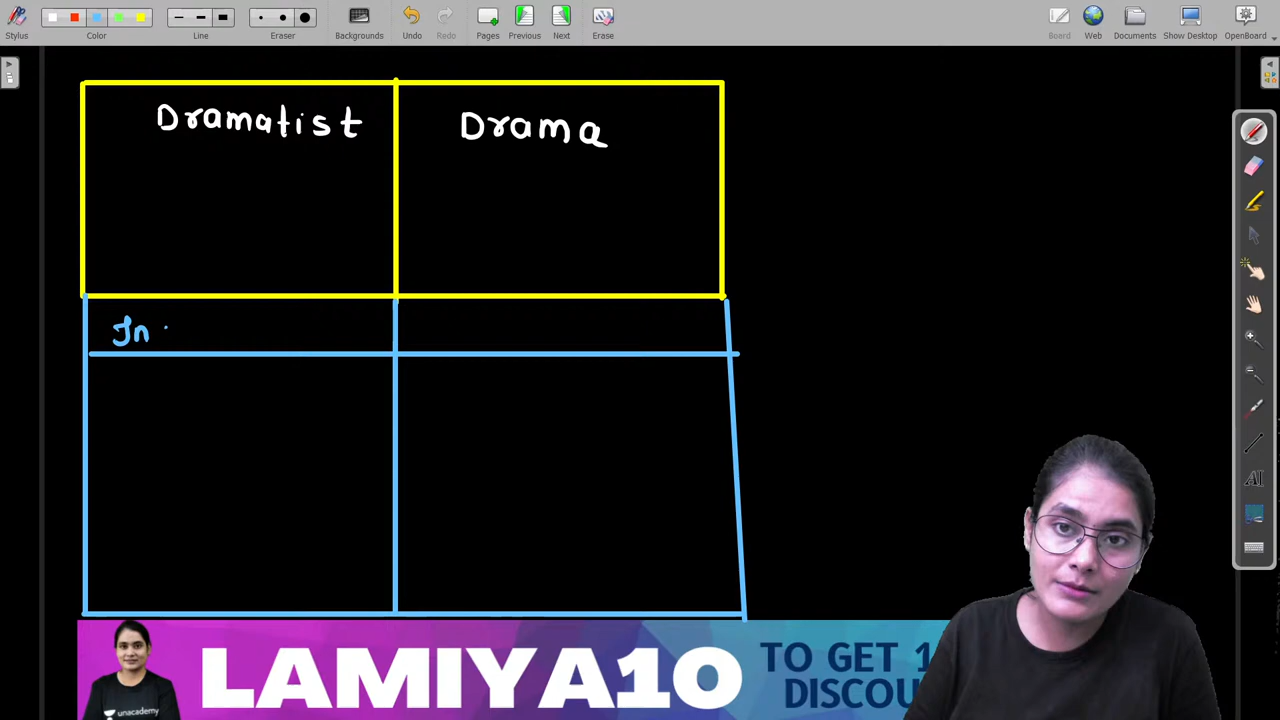 Stylus
Color
Line
Eraser
Backgrounds
Undo
Redo
Pages
Previous
Next
Erase
Board
Web
Documents
Show Desktop
OpenBoard
Dramatist
Drama
In
unacademy
LAMIYA10
TO GET 1
DISCOU